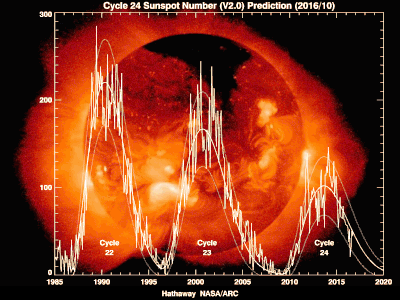 Cycle 24 Sunspot Number (V2.0) Prediction (2016/10)
300
200
100
0
Cycle Cycle Cycle
22 23 24
1985 1990 1995 2000 2005 2010 2015 2020
Hathaway NASA/ARC